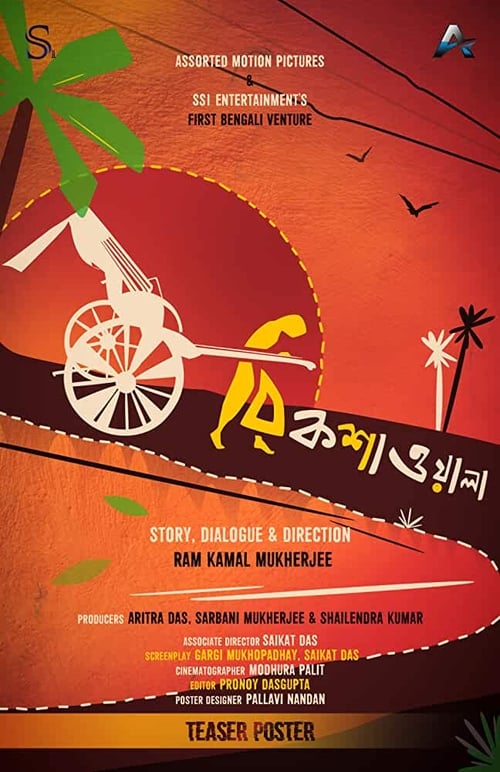 S
ASSORTED MOTION PICTURES
&
SSI ENTERTAINMENT'S
FIRST BENGALI VENTURE
রিকশাওয়ালা
STORY, DIALOGUE & DIRECTION
RAM KAMAL MUKHERJEE
PRODUCERS ARITRA DAS, SARBANI MUKHERJEE & SHAILENDRA KUMAR
ASSOCIATE DIRECTOR SAIKAT DAS
SCREENPLAY GARGI MUKHOPADHAY, SAIKAT DAS
CINEMATOGRAPHER MODHURA PALIT
EDITOR PRONOY DASGUPTA
POSTER DESIGNER PALLAVI NANDAN
TEASER POSTER